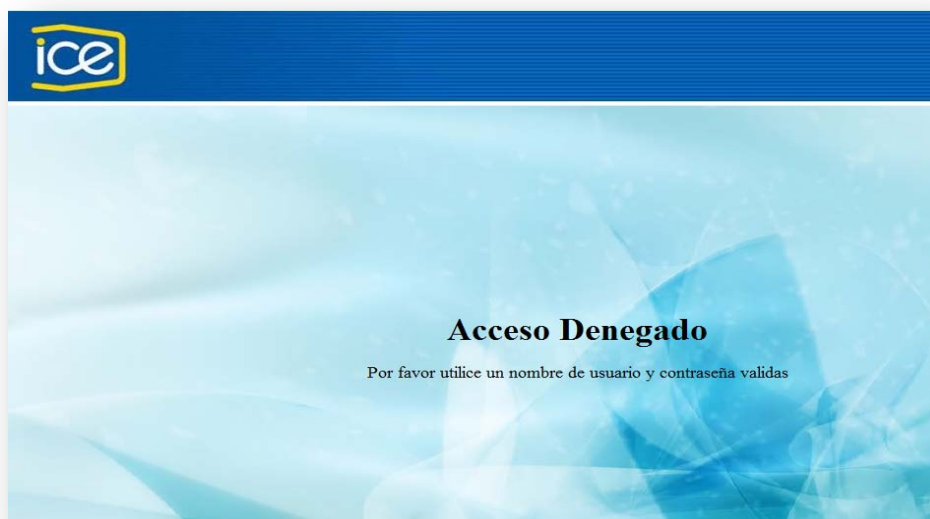 ice
Acceso Denegado
Por favor utilice un nombre de usuario y contraseña validas